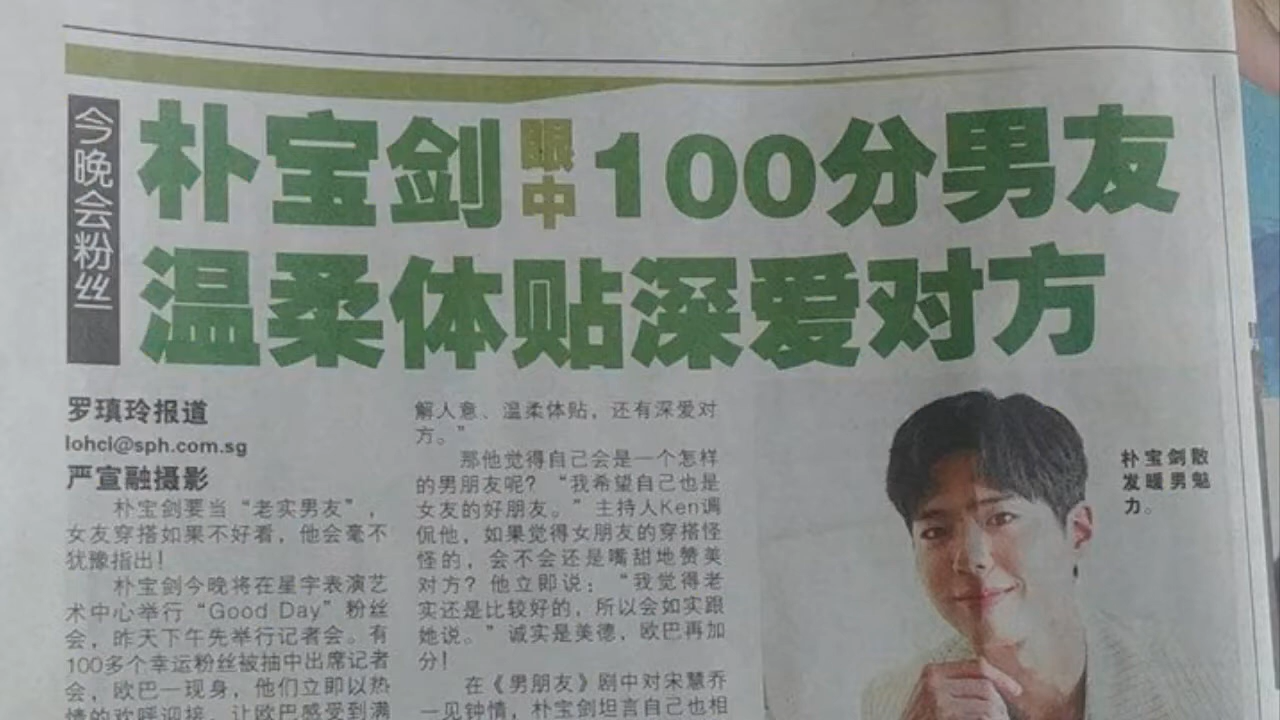 今晚会粉丝
朴宝剑眼中100分男友
温柔体贴深爱对方
罗瑱玲报道
lohcl@sph.com.sg
严宣融摄影
朴宝剑要当“老实男友”，
女友穿搭如果不好看，他会毫不
犹豫指出！
朴宝剑今晚将在星宇表演艺
术中心举行“Good Day”粉丝
会，昨天下午先举行记者会。有
100多个幸运粉丝被抽中出席记者
会，欧巴一现身，他们立即以热
情的欢呼迎接，让欧巴感受到满
解人意、温柔体贴，还有深爱对
方。”
那他觉得自己会是一个怎样
的男朋友呢？“我希望自己也是
女友的好朋友。”主持人Ken调
侃他，如果觉得女朋友的穿搭怪
怪的，会不会还是嘴甜地赞美
对方？他立即说：“我觉得老
实还是比较好的，所以会如实跟
她说。”诚实是美德，欧巴再加
分！
在《男朋友》剧中对宋慧乔
一见钟情，朴宝剑坦言自己也相
朴宝剑散
发暖男魅
力。